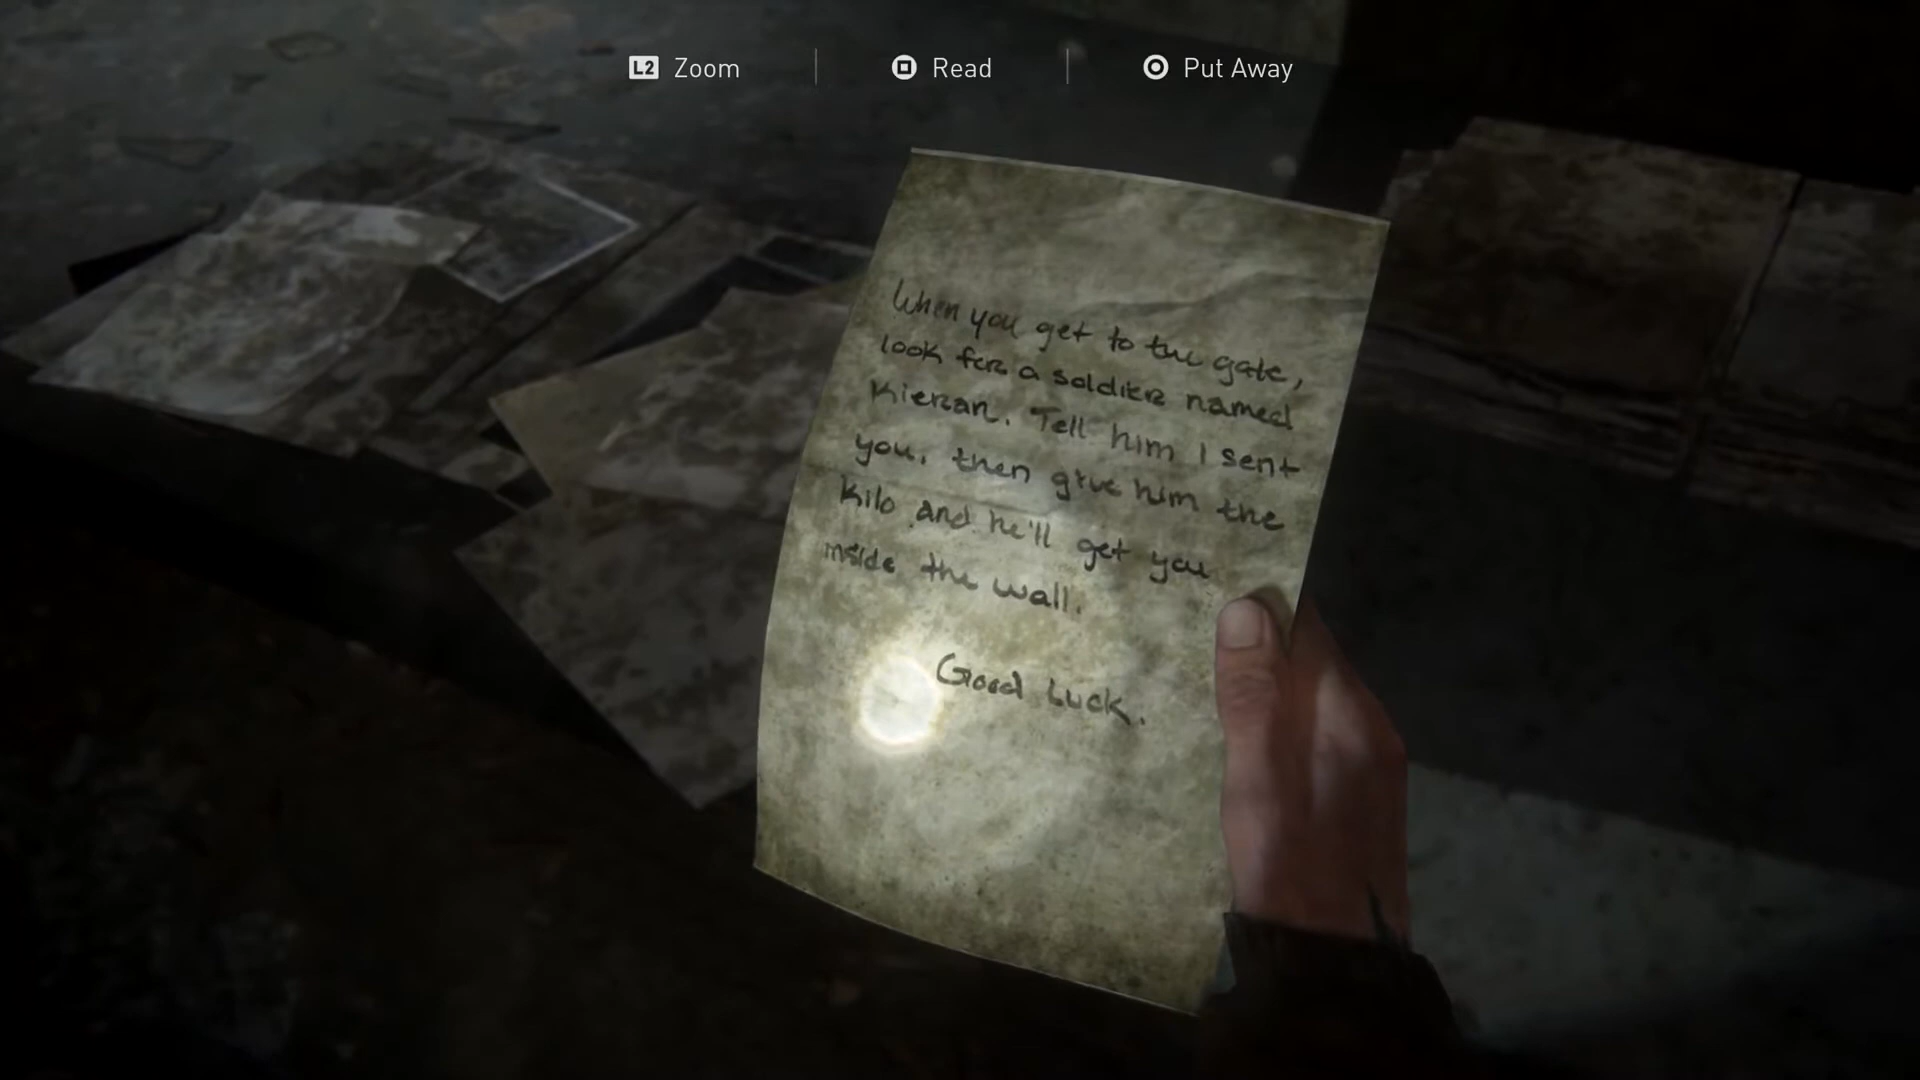 L2 Zoom
Read
Put Away
When you get to the gate,
look for a soldier named
Kieran. Tell him I sent
you, then give him the
Kilo and he'll get you
inside the wall.
Good Luck.